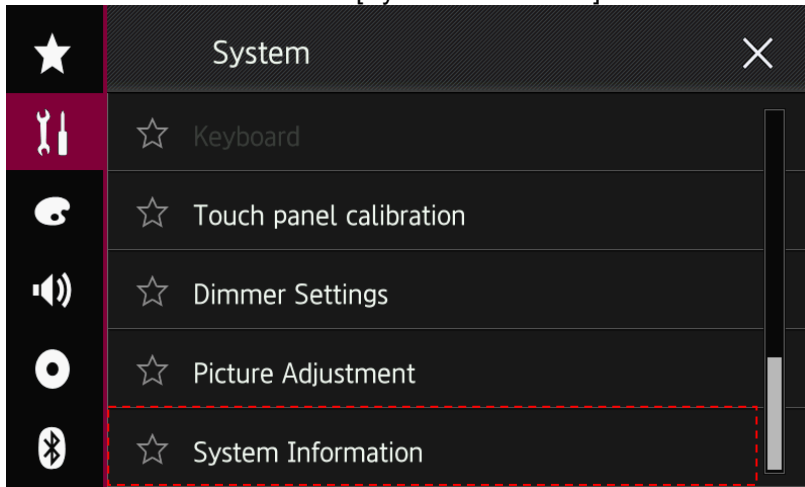 System
Keyboard
Touch panel calibration
Dimmer Settings
Picture Adjustment
System Information